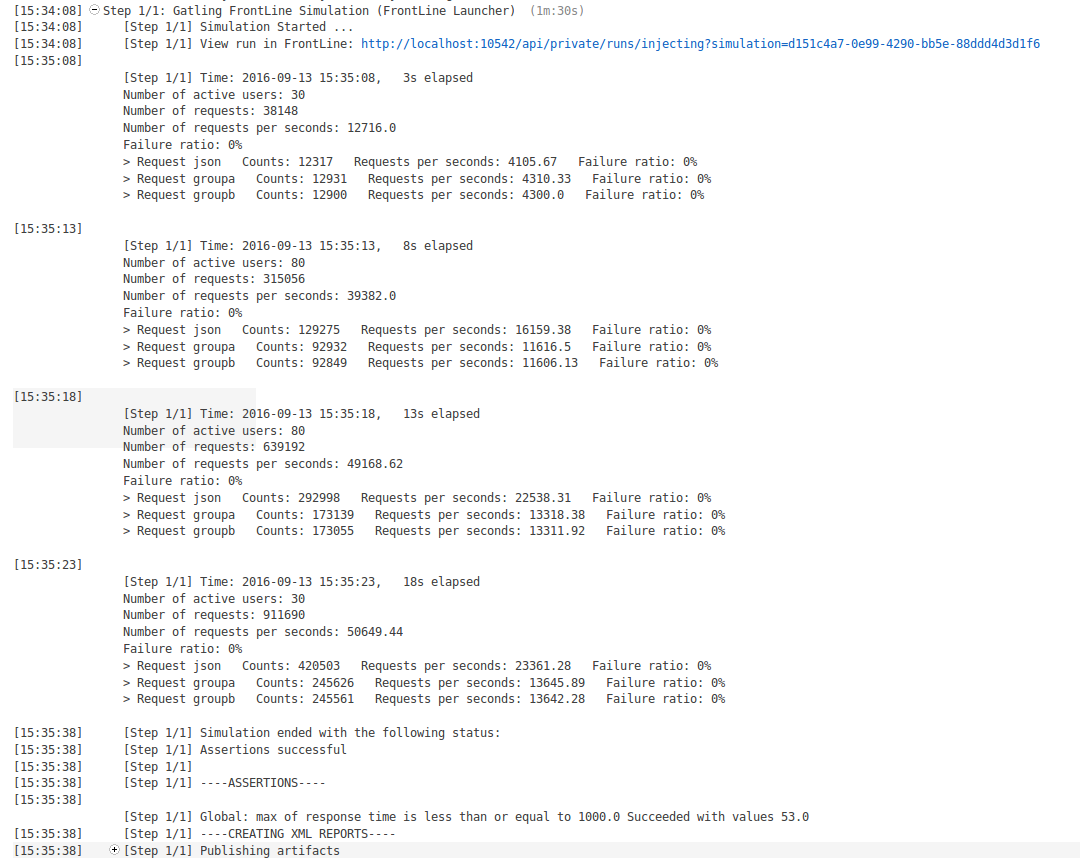 [15:34:08] Step 1/1: Gatling FrontLine Simulation (FrontLine Launcher) (1m:30s)
[15:34:08] [Step 1/1] Simulation Started ...
[15:34:08] [Step 1/1] View run in FrontLine: http://localhost:10542/api/private/runs/injecting?simulation=d151c4a7-0e99-4290-bb5e-88ddd4d3d1f6
[15:35:08]
[Step 1/1] Time: 2016-09-13 15:35:08, 3s elapsed
Number of active users: 30
Number of requests: 38148
Number of requests per seconds: 12716.0
Failure ratio: 0%
> Request json Counts: 12317 Requests per seconds: 4105.67 Failure ratio: 0%
> Request groupa Counts: 12931 Requests per seconds: 4310.33 Failure ratio: 0%
> Request groupb Counts: 12900 Requests per seconds: 4300.0 Failure ratio: 0%
[15:35:13]
[Step 1/1] Time: 2016-09-13 15:35:13, 8s elapsed
Number of active users: 80
Number of requests: 315056
Number of requests per seconds: 39382.0
Failure ratio: 0%
> Request json Counts: 129275 Requests per seconds: 16159.38 Failure ratio: 0%
> Request groupa Counts: 92932 Requests per seconds: 11616.5 Failure ratio: 0%
> Request groupb Counts: 92849 Requests per seconds: 11606.13 Failure ratio: 0%
[15:35:18]
[Step 1/1] Time: 2016-09-13 15:35:18, 13s elapsed
Number of active users: 80
Number of requests: 639192
Number of requests per seconds: 49168.62
Failure ratio: 0%
> Request json Counts: 292998 Requests per seconds: 22538.31 Failure ratio: 0%
> Request groupa Counts: 173139 Requests per seconds: 13318.38 Failure ratio: 0%
> Request groupb Counts: 173055 Requests per seconds: 13311.92 Failure ratio: 0%
[15:35:23]
[Step 1/1] Time: 2016-09-13 15:35:23, 18s elapsed
Number of active users: 30
Number of requests: 911690
Number of requests per seconds: 50649.44
Failure ratio: 0%
> Request json Counts: 420503 Requests per seconds: 23361.28 Failure ratio: 0%
> Request groupa Counts: 245626 Requests per seconds: 13645.89 Failure ratio: 0%
> Request groupb Counts: 245561 Requests per seconds: 13642.28 Failure ratio: 0%
[15:35:38] [Step 1/1] Simulation ended with the following status:
[15:35:38] [Step 1/1] Assertions successful
[15:35:38] [Step 1/1]
[15:35:38] [Step 1/1] ----ASSERTIONS----
[15:35:38]
[Step 1/1] Global: max of response time is less than or equal to 1000.0 Succeeded with values 53.0
[15:35:38] [Step 1/1] ----CREATING XML REPORTS----
[15:35:38] [Step 1/1] Publishing artifacts